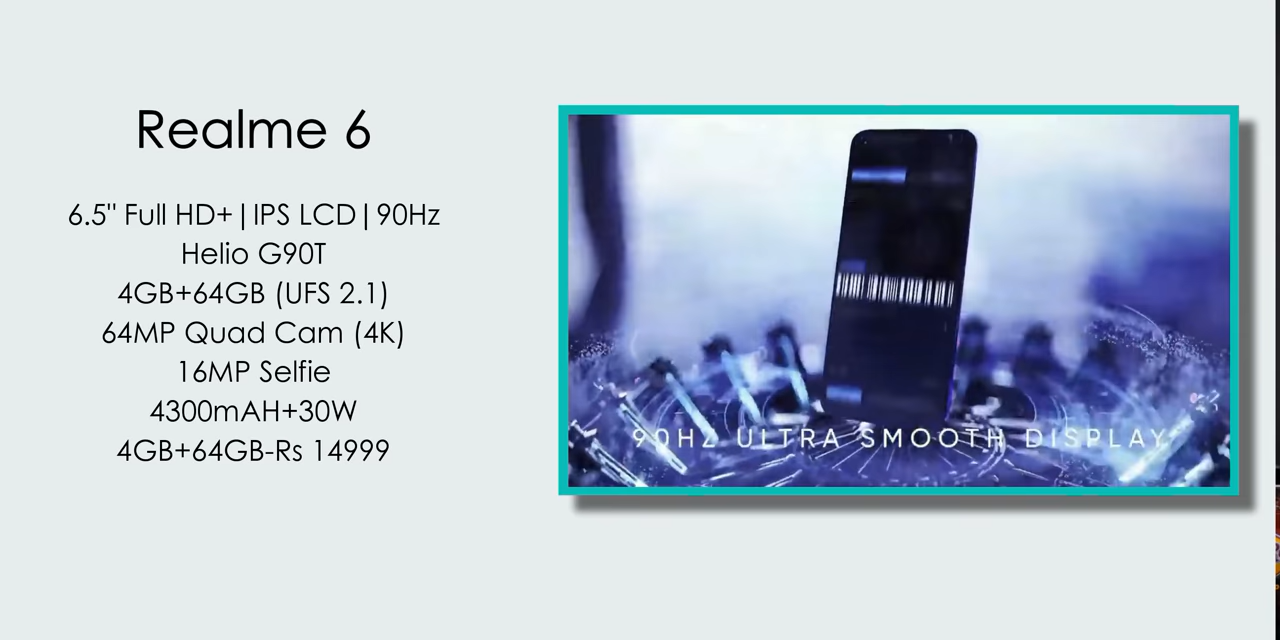 Realme 6
6.5" Full HD+|IPS LCD|90Hz
Helio G90T
4GB+64GB (UFS 2.1)
64MP Quad Cam (4K)
16MP Selfie
4300mAH+30W
4GB+64GB-Rs 14999
90HZ ULTRA SMOOTH DISPLAY